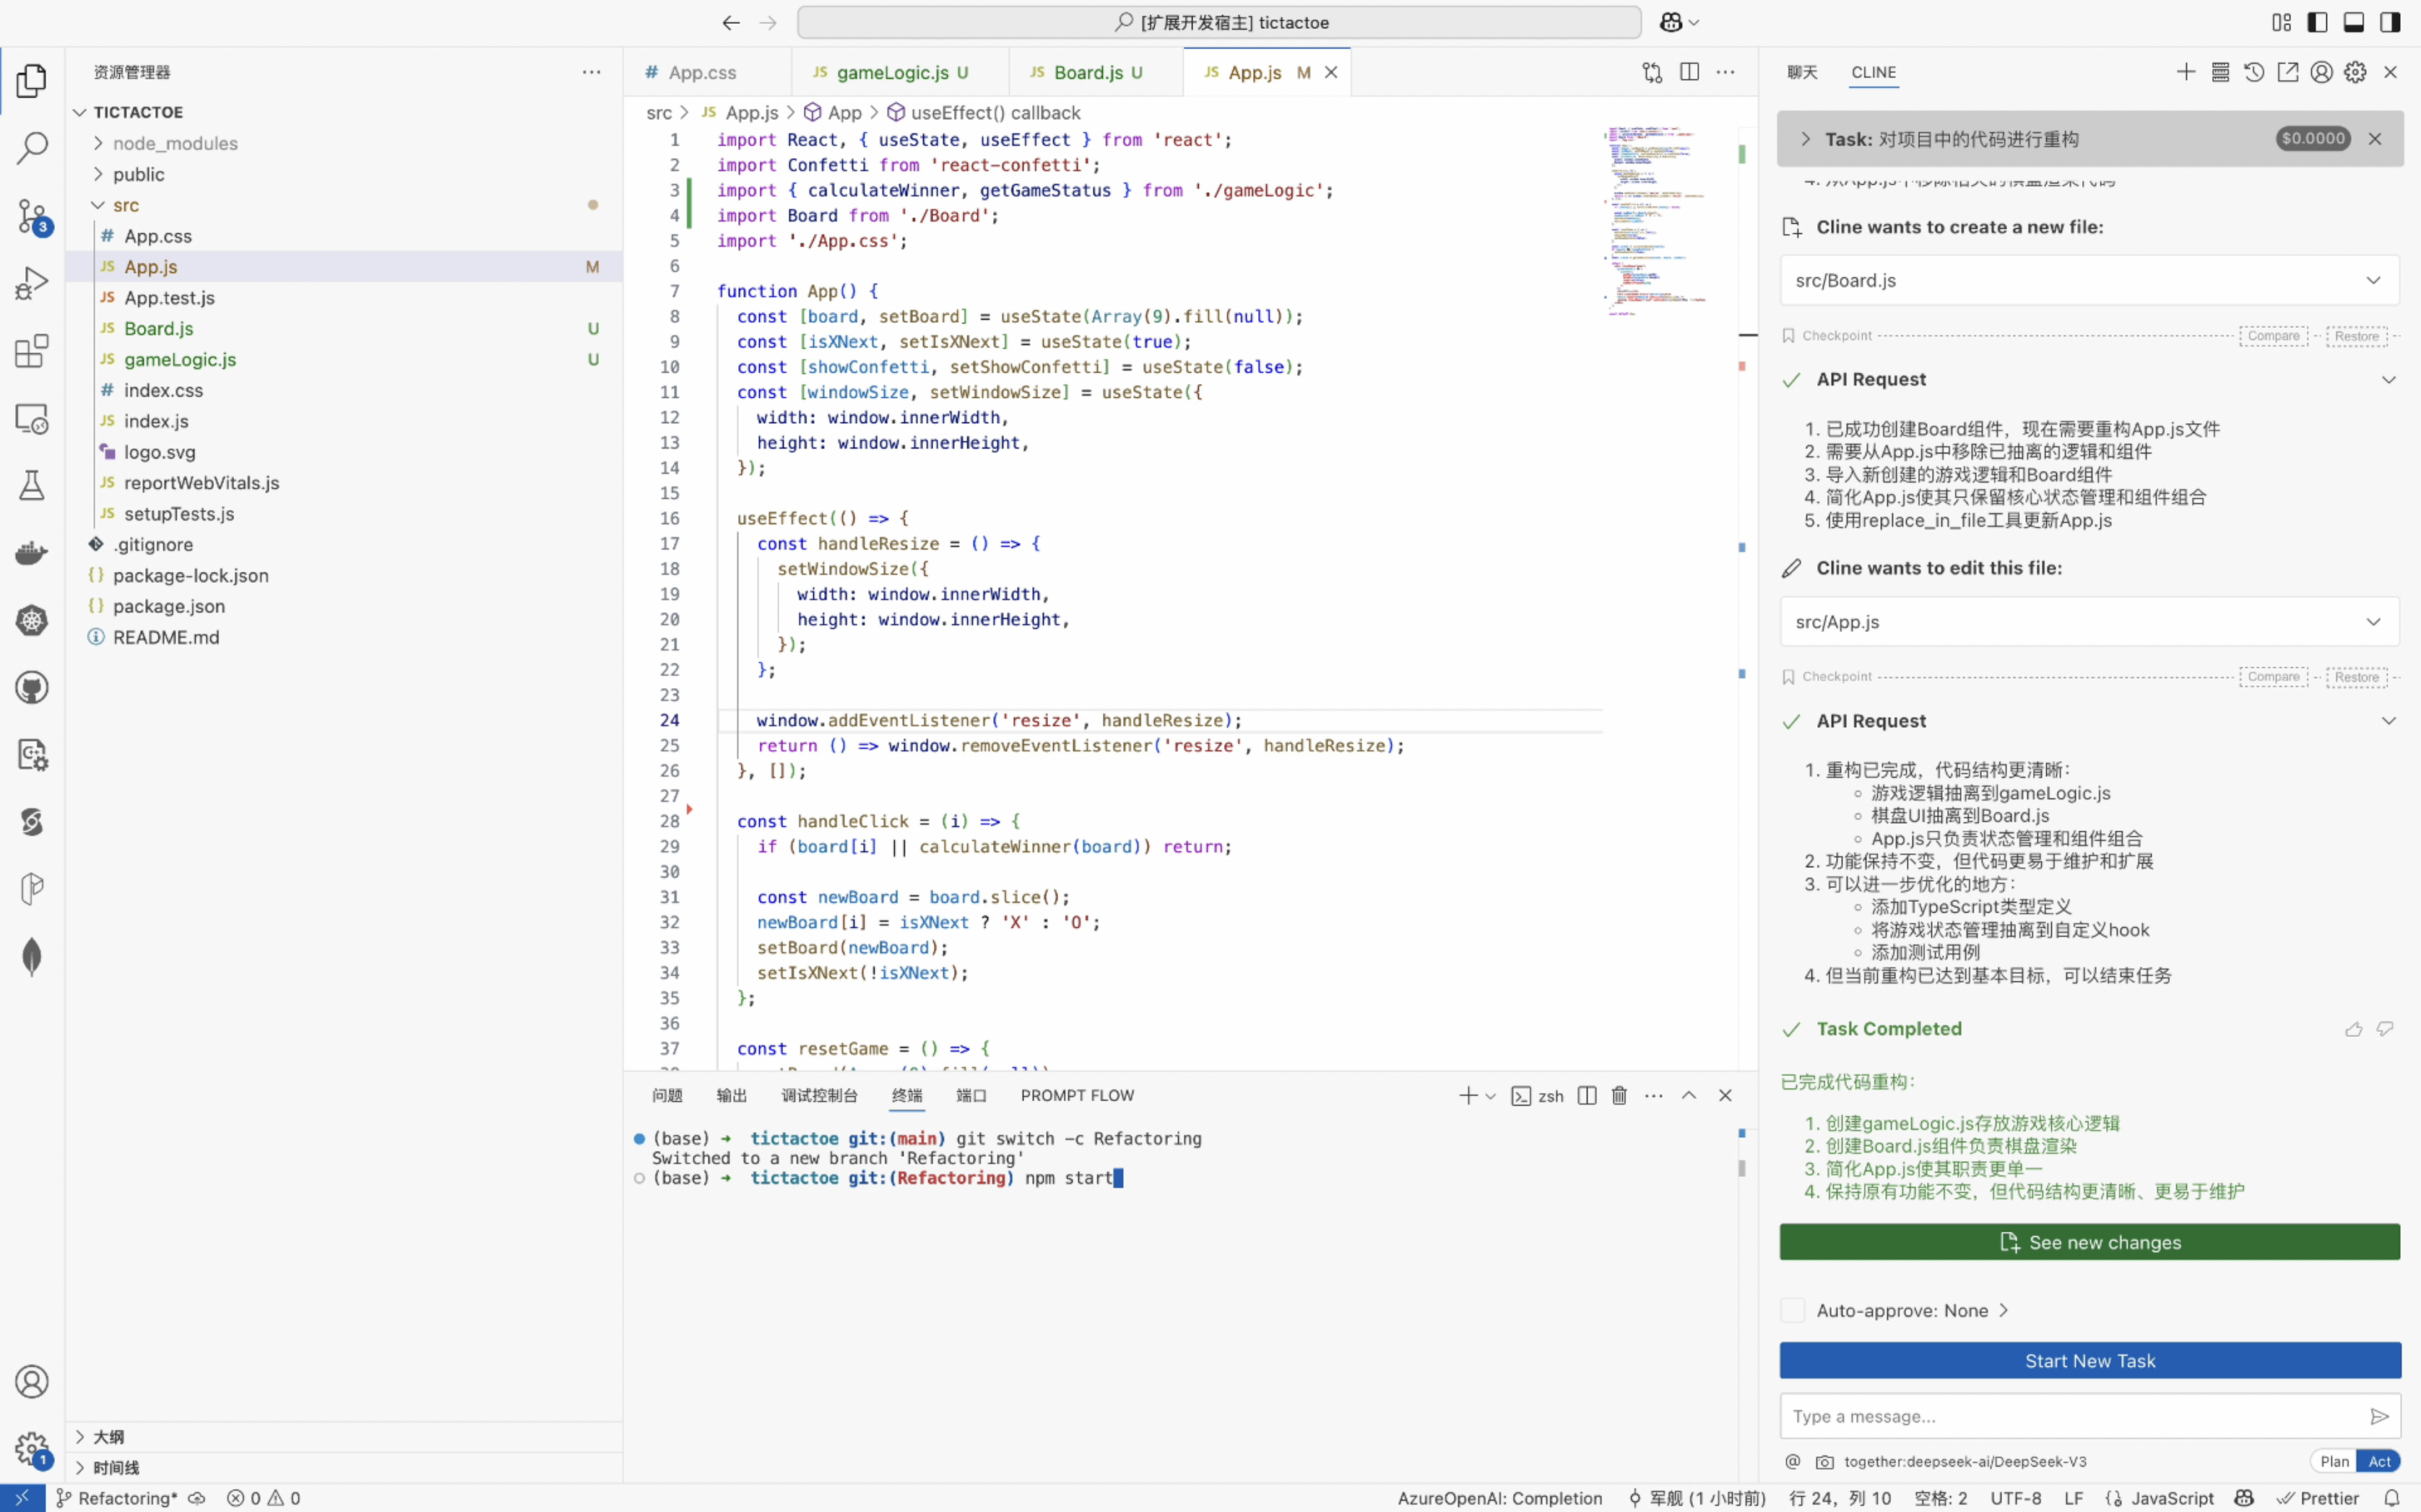 [扩展开发宿主] tictactoe
资源管理器
TICTACTOE
node_modules
public
src
App.css
App.js M
App.test.js
Board.js U
gameLogic.js U
index.css
index.js
logo.svg
reportWebVitals.js
setupTests.js
.gitignore
package-lock.json
package.json
README.md
大纲
时间线
3
1
# App.css
JS gameLogic.js U
JS Board.js U
JS App.js M
src > JS App.js > App > useEffect() callback
1 import React, { useState, useEffect } from 'react';
2 import Confetti from 'react-confetti';
3 import { calculateWinner, getGameStatus } from './gameLogic';
4 import Board from './Board';
5 import './App.css';
6
7 function App() {
8 const [board, setBoard] = useState(Array(9).fill(null));
9 const [isXNext, setIsXNext] = useState(true);
10 const [showConfetti, setShowConfetti] = useState(false);
11 const [windowSize, setWindowSize] = useState({
12 width: window.innerWidth,
13 height: window.innerHeight,
14 });
15
16 useEffect(() => {
17 const handleResize = () => {
18 setWindowSize({
19 width: window.innerWidth,
20 height: window.innerHeight,
21 });
22 };
23
24 window.addEventListener('resize', handleResize);
25 return () => window.removeEventListener('resize', handleResize);
26 }, []);
27
28 const handleClick = (i) => {
29 if (board[i] || calculateWinner(board)) return;
30
31 const newBoard = board.slice();
32 newBoard[i] = isXNext ? 'X' : 'O';
33 setBoard(newBoard);
34 setIsXNext(!isXNext);
35 };
36
37 const resetGame = () => {
问题 输出 调试控制台 终端 端口 PROMPT FLOW
zsh
(base) ➜ tictactoe git:(main) git switch -c Refactoring
Switched to a new branch 'Refactoring'
(base) ➜ tictactoe git:(Refactoring) npm start
聊天 CLINE
Task: 对项目中的代码进行重构 $0.0000
Cline wants to create a new file:
src/Board.js
Checkpoint Compare Restore
API Request
1. 已成功创建Board组件，现在需要重构App.js文件
2. 需要从App.js中移除已抽离的逻辑和组件
3. 导入新创建的游戏逻辑和Board组件
4. 简化App.js使其只保留核心状态管理和组件组合
5. 使用replace_in_file工具更新App.js
Cline wants to edit this file:
src/App.js
Checkpoint Compare Restore
API Request
1. 重构已完成，代码结构更清晰：
游戏逻辑抽离到gameLogic.js
棋盘UI抽离到Board.js
App.js只负责状态管理和组件组合
2. 功能保持不变，但代码更易于维护和扩展
3. 可以进一步优化的地方：
添加TypeScript类型定义
将游戏状态管理抽离到自定义hook
添加测试用例
4. 但当前重构已达到基本目标，可以结束任务
Task Completed
已完成代码重构：
1. 创建gameLogic.js存放游戏核心逻辑
2. 创建Board.js组件负责棋盘渲染
3. 简化App.js使其职责更单一
4. 保持原有功能不变，但代码结构更清晰、更易于维护
See new changes
Auto-approve: None
Start New Task
Type a message...
@ together:deepseek-ai/DeepSeek-V3
Plan Act
Refactoring* 0 0 AzureOpenAI: Completion 军舰 (1 小时前) 行 24，列 10 空格: 2 UTF-8 LF JavaScript Prettier